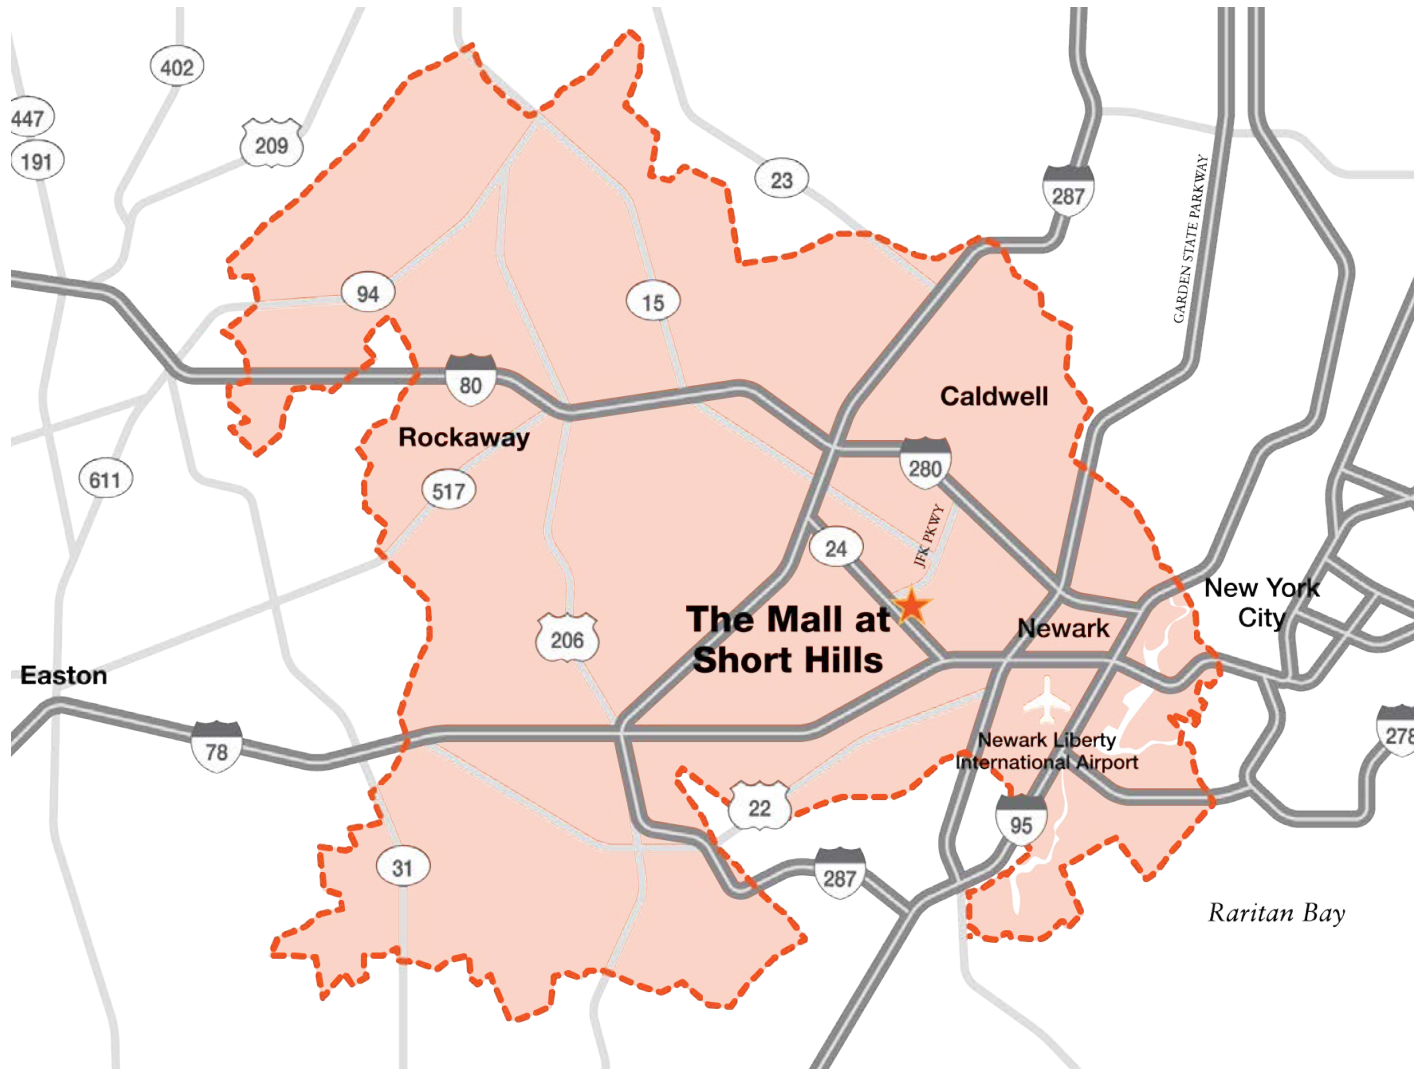 402
447
209
191
23
287
GARDEN STATE PARKWAY
94
15
80
Caldwell
Rockaway
280
611
517
JFK PKWY
24
New York
City
The Mall at
Short Hills
Newark
206
Easton
78
278
Newark Liberty
International Airport
22
95
31
287
Raritan Bay